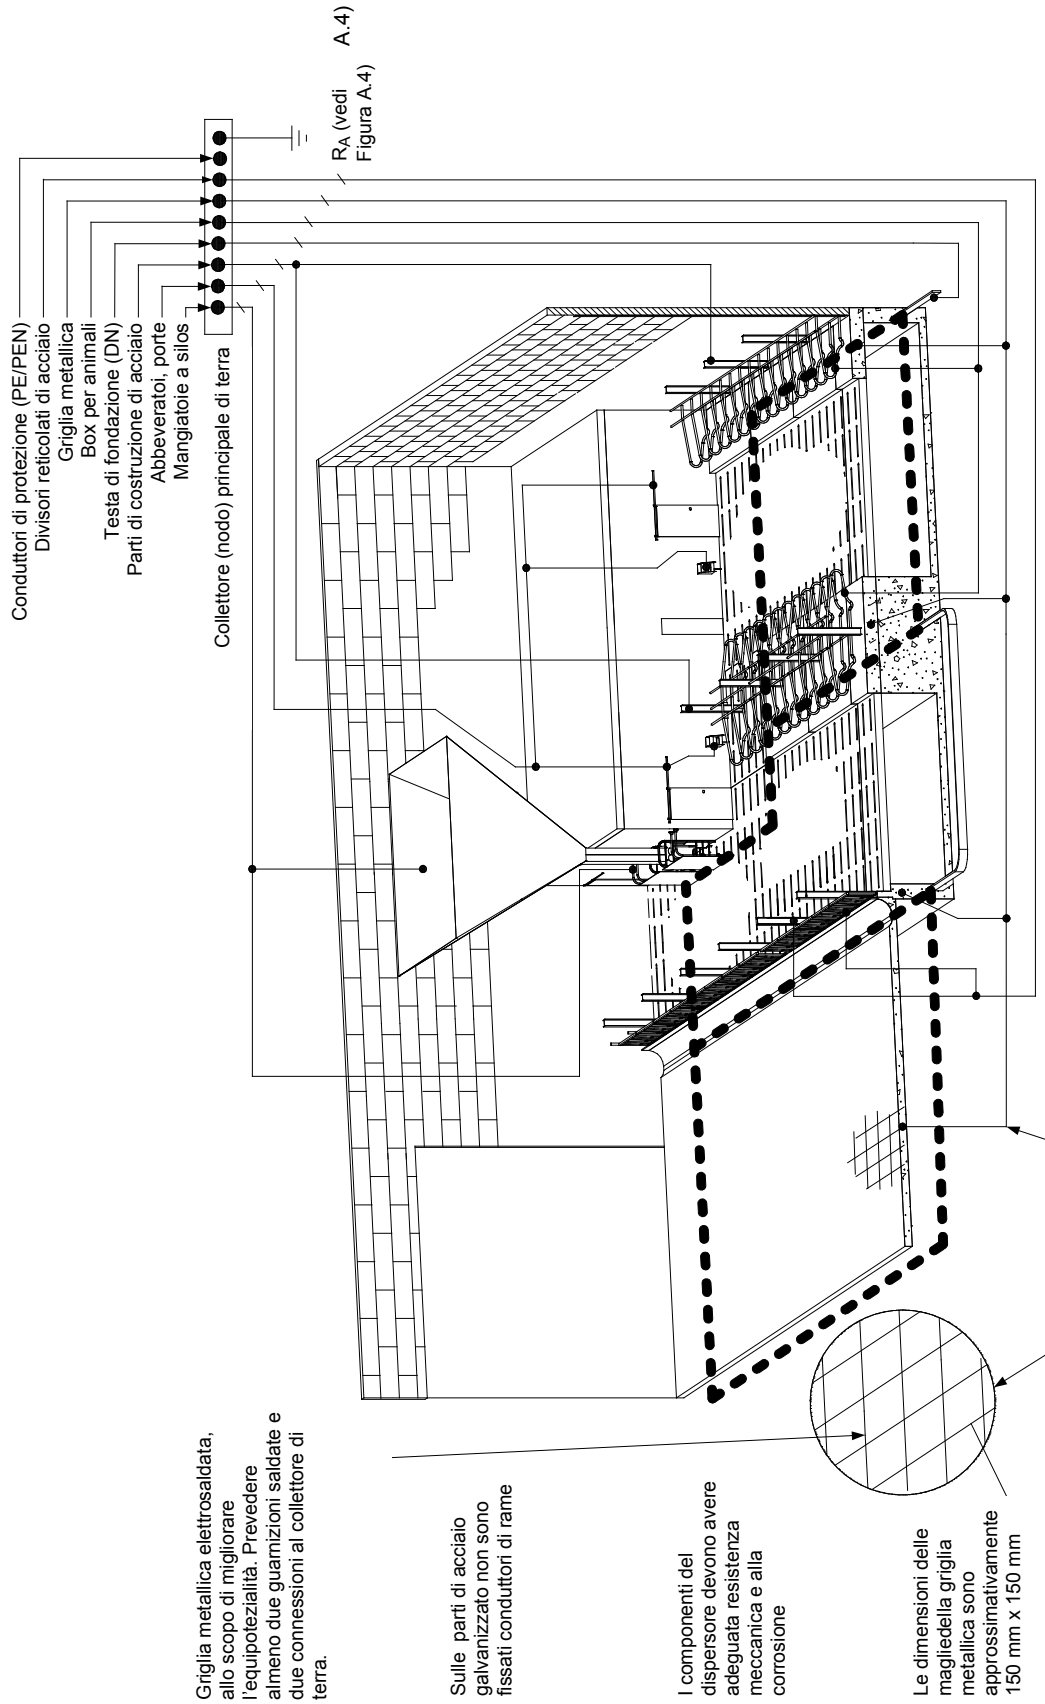 Conduttori di protezione (PE/PEN)
Divisori reticolati di acciaio
Griglia metallica
Box per animali
Testa di fondazione (DN)
Parti di costruzione di acciaio
Abbeveratoi, porte
Mangiatoie a silos
Collettore (nodo) principale di terra
RA (vedi A.4)
Figura A.4)
Griglia metallica elettrosaldata,
allo scopo di migliorare
l'equipotezialità. Prevedere
almeno due guarnizioni saldate e
due connessioni al collettore di
terra.
Sulle parti di acciaio
galvanizzato non sono
fissati conduttori di rame
I componenti del
dispersore devono avere
adeguata resistenza
meccanica e alla
corrosione
Le dimensioni delle
magliedella griglia
metallica sono
approssimativamente
150 mm x 150 mm